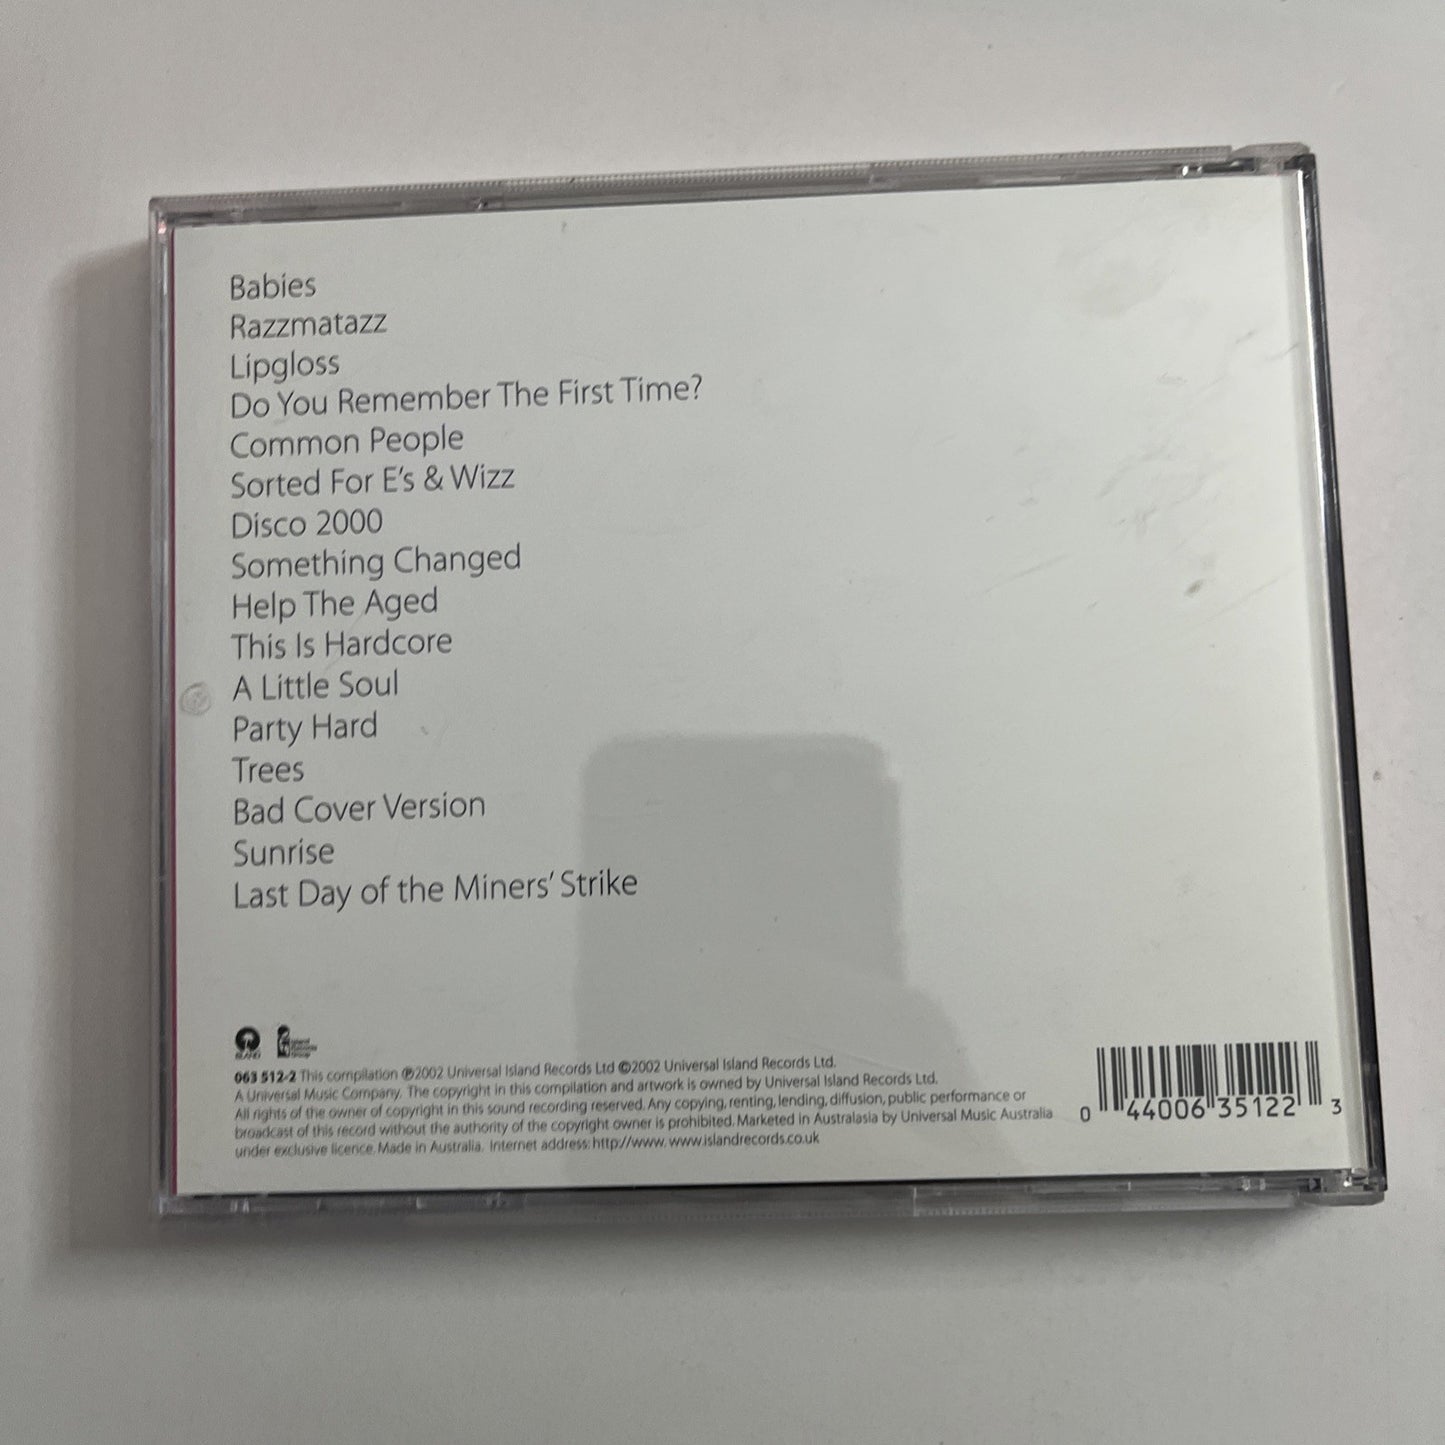 Babies
Razzmatazz
Lipgloss
Do You Remember The First Time?
Common People
Sorted For E's & Wizz
Disco 2000
Something Changed
Help The Aged
This Is Hardcore
A Little Soul
Party Hard
Trees
Bad Cover Version
Sunrise
Last Day of the Miners' Strike
ISLAND
063 512-2 This compilation ℗2002 Universal Island Records Ltd ©2002 Universal Island Records Ltd.
A Universal Music Company. The copyright in this compilation and artwork is owned by Universal Island Records Ltd.
All rights of the owner of copyright in this sound recording reserved. Any copying, renting, lending, diffusion, public performance or
broadcast of this record without the authority of the copyright owner is prohibited. Marketed in Australasia by Universal Music Australia
under exclusive licence. Made in Australia. Internet address: http://www. www.islandrecords.co.uk
0 44006 35122 3